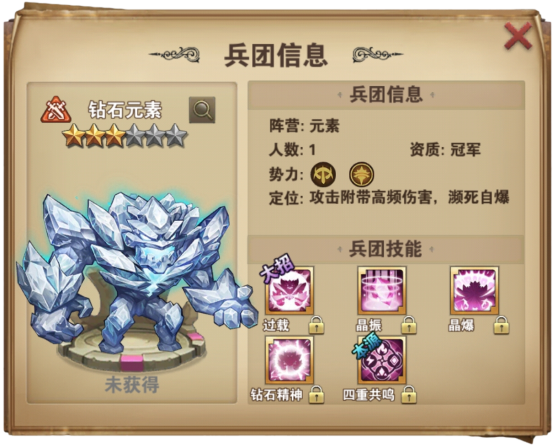 兵团信息
钻石元素
未获得
兵团信息
阵营: 元素
人数: 1 资质: 冠军
势力:
定位: 攻击附带高频伤害，濒死自爆
兵团技能
大招
过载
晶振
晶爆
钻石精神
本源
四重共鸣